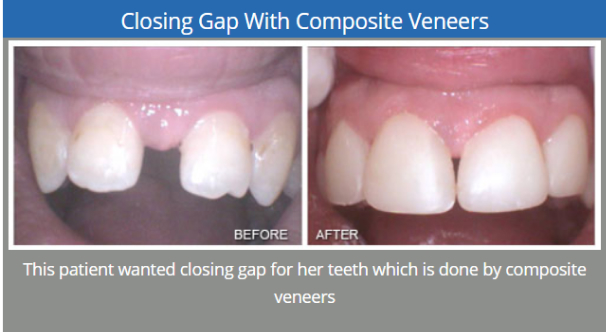 Closing Gap With Composite Veneers
BEFORE
AFTER
This patient wanted closing gap for her teeth which is done by composite
veneers